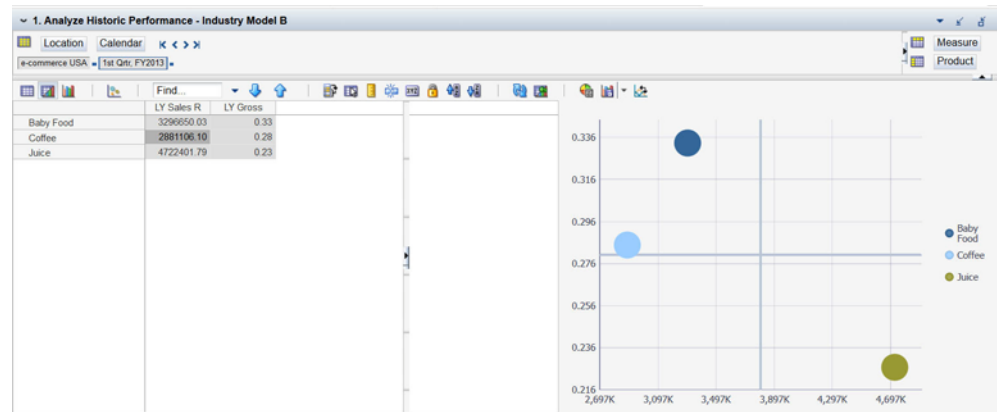 1. Analyze Historic Performance - Industry Model B
Location Calendar
Measure
e-commerce USA 1st Qrtr, FY2013
Product
Find...
LY Sales R LY Gross
Baby Food 3296650.03 0.33
Coffee 2881106.10 0.28
Juice 4722401.79 0.23
0.336
0.316
0.296
0.276
0.256
0.236
0.216
2,697K 3,097K 3,497K 3,897K 4,297K 4,697K
Baby
Food
Coffee
Juice